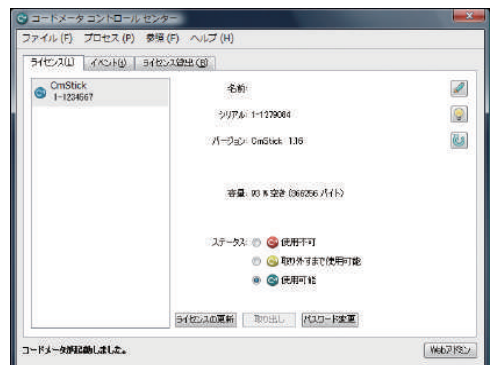 コードメータ コントロール センター
ファイル (F) プロセス (P) 参照 (F) ヘルプ (H)
ライセンス(L) イベント(E) ライセンス貸出 (B)
CmStick
1-1234567
名前:
シリアル: 1-1279084
バージョン: CmStick 1.16
容量: 93 % 空き (366256 バイト)
ステータス: 使用不可
取り外すまで使用可能
使用可能
ライセンスの更新 取り出し パスワード変更
コードメータが起動しました。 Webアドミン